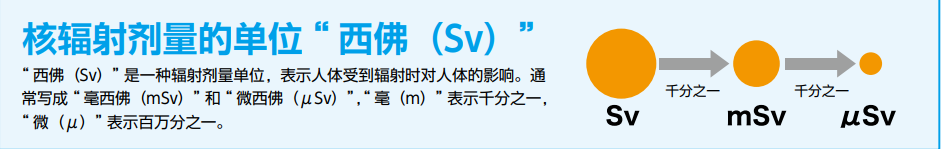 核辐射剂量的单位“西佛（Sv）”
“西佛（Sv）”是一种辐射剂量单位，表示人体受到辐射时对人体的影响。通
常写成“毫西佛（mSv）”和“微西佛（μSv）”，“毫（m）”表示千分之一，
“微（μ）”表示百万分之一。
千分之一 千分之一
Sv mSv μSv